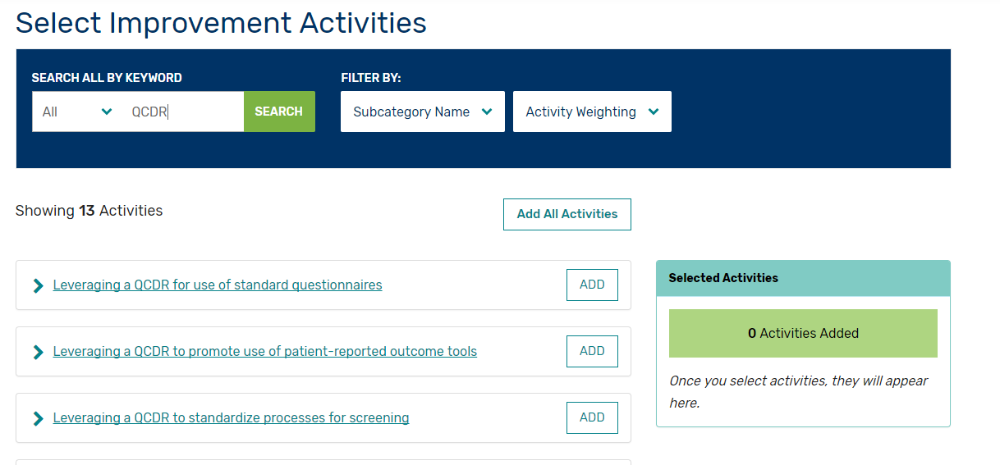 Select Improvement Activities
SEARCH ALL BY KEYWORD
FILTER BY:
All
QCDR
SEARCH
Subcategory Name
Activity Weighting
Showing 13 Activities
Add All Activities
Leveraging a QCDR for use of standard questionnaires
ADD
Leveraging a QCDR to promote use of patient-reported outcome tools
ADD
Leveraging a QCDR to standardize processes for screening
ADD
Selected Activities
0 Activities Added
Once you select activities, they will appear
here.